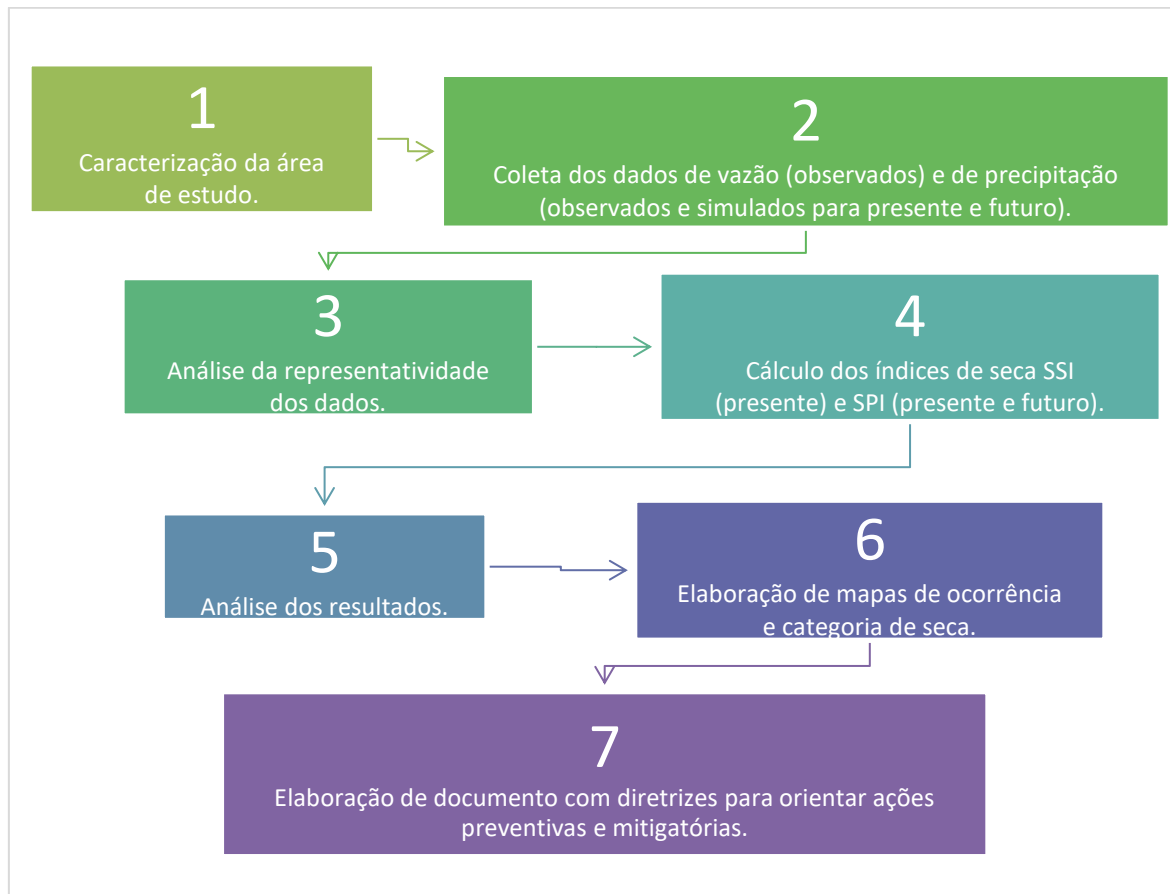 1
Caracterização da área
de estudo.
2
Coleta dos dados de vazão (observados) e de precipitação
(observados e simulados para presente e futuro).
3
Análise da representatividade
dos dados.
4
Cálculo dos índices de seca SSI
(presente) e SPI (presente e futuro).
5
Análise dos resultados.
6
Elaboração de mapas de ocorrência
e categoria de seca.
7
Elaboração de documento com diretrizes para orientar ações
preventivas e mitigatórias.